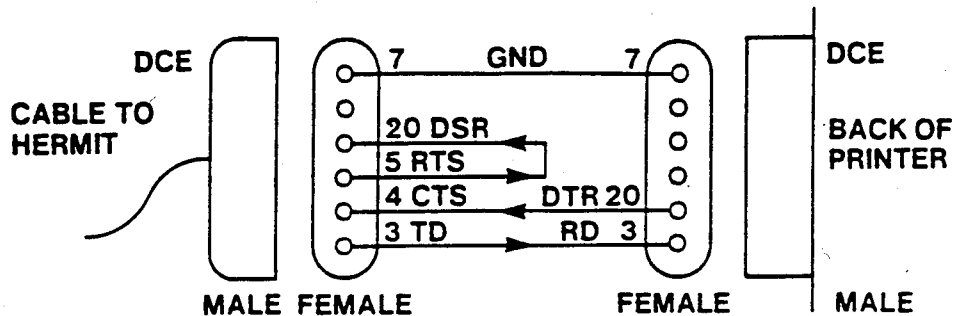 DCE
CABLE TO
HERMIT
7 GND 7
20 DSR
5 RTS
4 CTS DTR 20
3 TD RD 3
DCE
BACK OF
PRINTER
MALE FEMALE FEMALE MALE